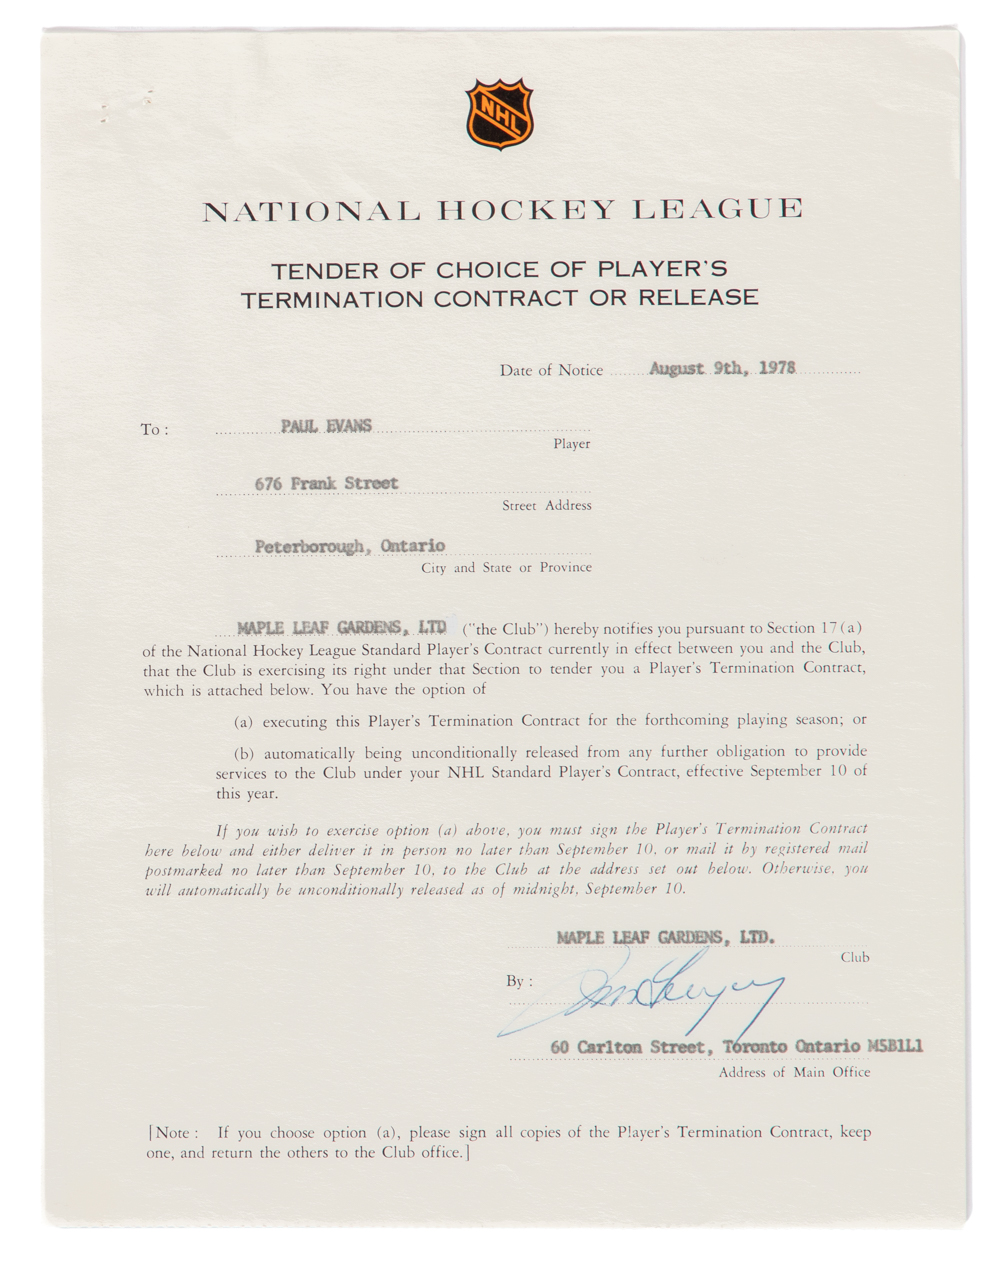 NHL
NATIONAL HOCKEY LEAGUE
TENDER OF CHOICE OF PLAYER'S
TERMINATION CONTRACT OR RELEASE
Date of Notice ........ August 9th, 1978 ................
To : ................ PAUL EVANS ................
Player
676 Frank Street
Street Address
Peterborough, Ontario
City and State or Province
.... MAPLE LEAF GARDENS, LTD ("the Club") hereby notifies you pursuant to Section 17(a)
of the National Hockey League Standard Player's Contract currently in effect between you and the Club,
that the Club is exercising its right under that Section to tender you a Player's Termination Contract,
which is attached below. You have the option of
(a) executing this Player's Termination Contract for the forthcoming playing season; or
(b) automatically being unconditionally released from any further obligation to provide
services to the Club under your NHL Standard Player's Contract, effective September 10 of
this year.
If you wish to exercise option (a) above, you must sign the Player's Termination Contract
here below and either deliver it in person no later than September 10, or mail it by registered mail
postmarked no later than September 10, to the Club at the address set out below. Otherwise, you
will automatically be unconditionally released as of midnight, September 10.
MAPLE LEAF GARDENS, LTD.
Club
By :
60 Carlton Street, Toronto Ontario M5B1L1
Address of Main Office
[Note : If you choose option (a), please sign all copies of the Player's Termination Contract, keep
one, and return the others to the Club office.]